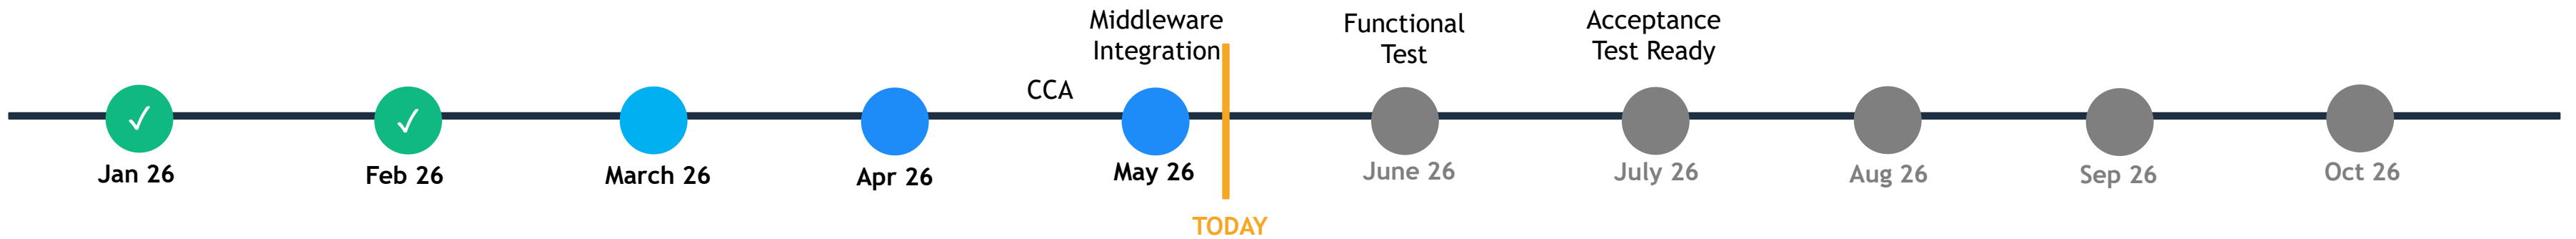 Middleware
Integration
Functional
Test
Acceptance
Test Ready
CCA
✓
✓
Jan 26
Feb 26
March 26
Apr 26
May 26
June 26
July 26
Aug 26
Sep 26
Oct 26
TODAY